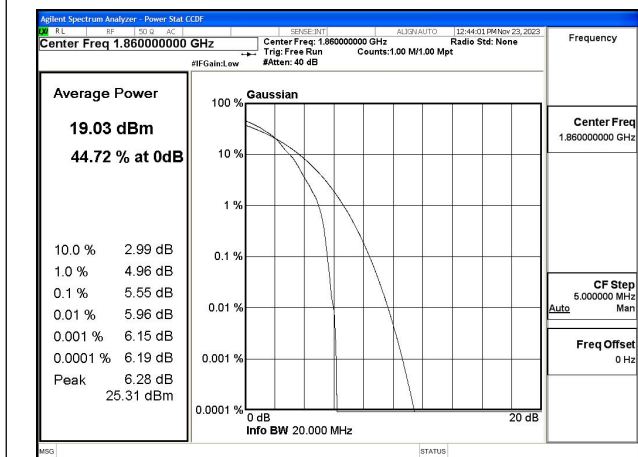 Agilent Spectrum Analyzer - Power Stat CCDF
LXI RL RF 50 Ω AC SENSE:INT ALIGN AUTO 12:44:01 PM Nov 23, 2023
Center Freq 1.860000000 GHz
Center Freq: 1.860000000 GHz Radio Std: None
Trig: Free Run Counts:1.00 M/1.00 Mpt
#IFGain:Low #Atten: 40 dB
Frequency
Average Power
19.03 dBm
44.72 % at 0dB
10.0 % 2.99 dB
1.0 % 4.96 dB
0.1 % 5.55 dB
0.01 % 5.96 dB
0.001 % 6.15 dB
0.0001 % 6.19 dB
Peak 6.28 dB
25.31 dBm
Gaussian
100 %
10 %
1 %
0.1 %
0.01 %
0.001 %
0.0001 %
0 dB 20 dB
Info BW 20.000 MHz
Center Freq
1.860000000 GHz
CF Step
5.000000 MHz
Auto Man
Freq Offset
0 Hz
MSG STATUS